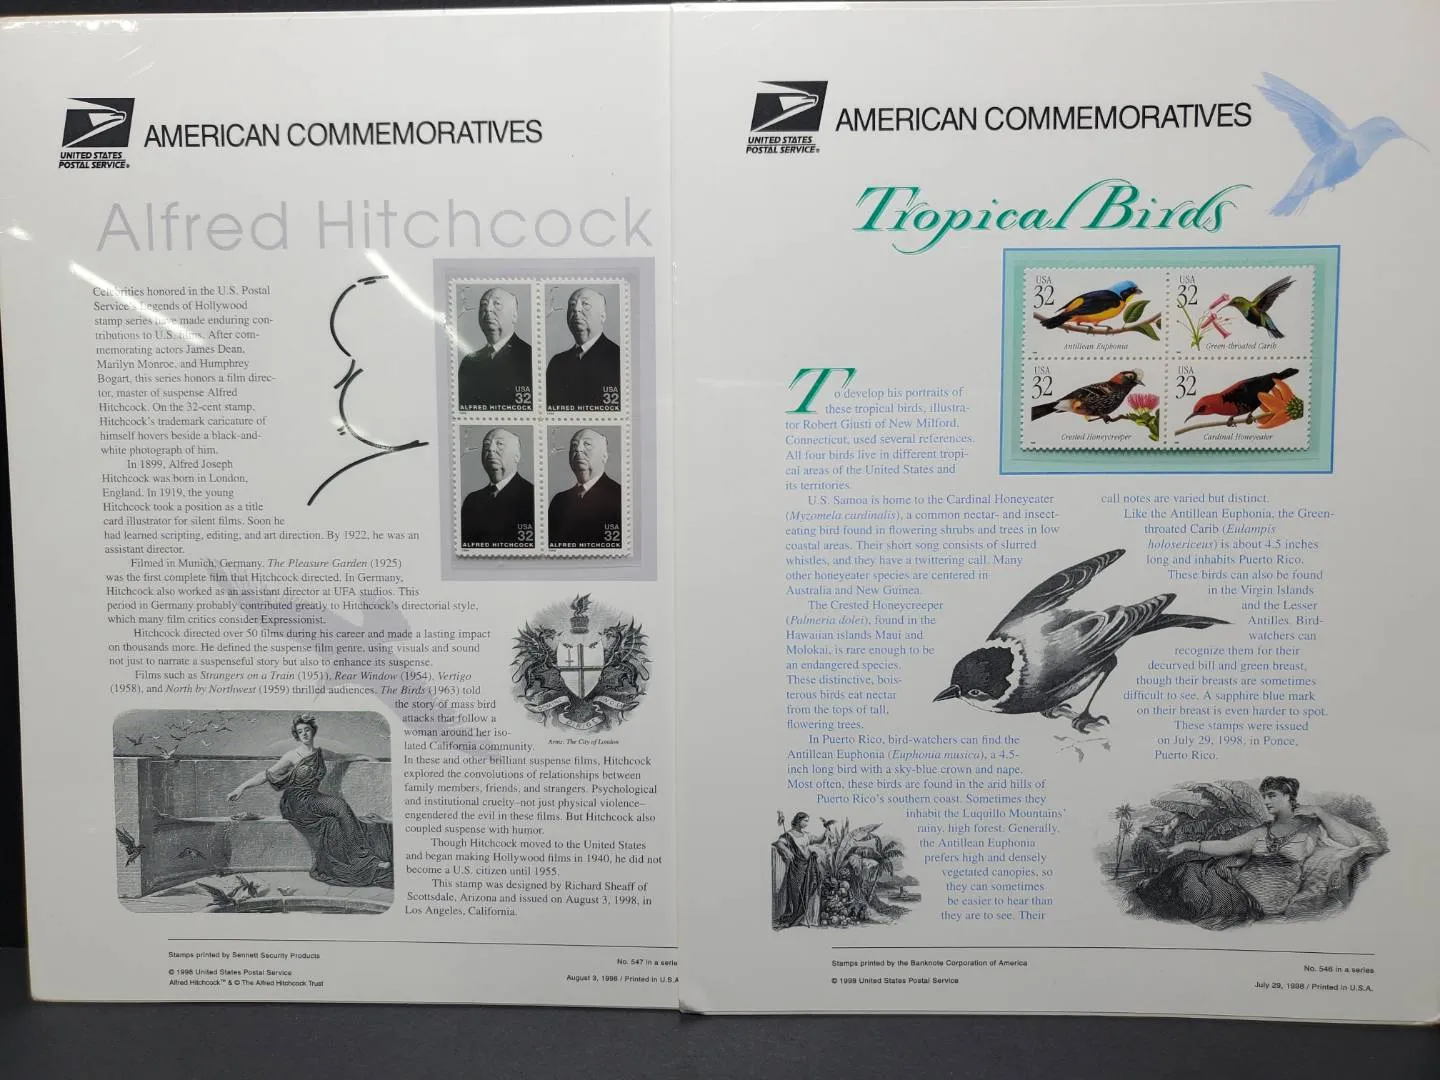 UNITED STATES
POSTAL SERVICE®
AMERICAN COMMEMORATIVES
Alfred Hitchcock
Celebrities honored in the U.S. Postal
Service's Legends of Hollywood
stamp series have made enduring con-
tributions to U.S. films. After com-
memorating actors James Dean,
Marilyn Monroe, and Humphrey
Bogart, this series honors a film direc-
tor, master of suspense Alfred
Hitchcock. On the 32-cent stamp,
Hitchcock's trademark caricature of
himself hovers beside a black-and-
white photograph of him.
In 1899, Alfred Joseph
Hitchcock was born in London,
England. In 1919, the young
Hitchcock took a position as a title
card illustrator for silent films. Soon he
had learned scripting, editing, and art direction. By 1922, he was an
assistant director.
Filmed in Munich, Germany, The Pleasure Garden (1925)
was the first complete film that Hitchcock directed. In Germany,
Hitchcock also worked as an assistant director at UFA studios. This
period in Germany probably contributed greatly to Hitchcock's directorial style,
which many film critics consider Expressionist.
Hitchcock directed over 50 films during his career and made a lasting impact
on thousands more. He defined the suspense film genre, using visuals and sound
not just to narrate a suspenseful story but also to enhance its suspense.
Films such as Strangers on a Train (1951), Rear Window (1954), Vertigo
(1958), and North by Northwest (1959) thrilled audiences. The Birds (1963) told
the story of mass bird
attacks that follow a
woman around her iso-
lated California community.
In these and other brilliant suspense films, Hitchcock
explored the convolutions of relationships between
family members, friends, and strangers. Psychological
and institutional cruelty–not just physical violence–
engendered the evil in these films. But Hitchcock also
coupled suspense with humor.
Though Hitchcock moved to the United States
and began making Hollywood films in 1940, he did not
become a U.S. citizen until 1955.
This stamp was designed by Richard Sheaff of
Scottsdale, Arizona and issued on August 3, 1998, in
Los Angeles, California.
USA
32
ALFRED HITCHCOCK
USA
32
ALFRED HITCHCOCK
USA
32
ALFRED HITCHCOCK
USA
32
ALFRED HITCHCOCK
Arms: The City of London
Stamps printed by Sennett Security Products
© 1998 United States Postal Service
Alfred Hitchcock™ & © The Alfred Hitchcock Trust
No. 547 in a serie
August 3, 1998 / Printed in U.S.A
UNITED STATES
POSTAL SERVICE®
AMERICAN COMMEMORATIVES
Tropical Birds
USA
32
Antillean Euphonia
USA
32
Green-throated Carib
USA
32
Crested Honeycreeper
USA
32
Cardinal Honeyeater
To develop his portraits of
these tropical birds, illustra-
tor Robert Giusti of New Milford,
Connecticut, used several references.
All four birds live in different tropi-
cal areas of the United States and
its territories.
U.S. Samoa is home to the Cardinal Honeyeater
(Myzomela cardinalis), a common nectar- and insect-
eating bird found in flowering shrubs and trees in low
coastal areas. Their short song consists of slurred
whistles, and they have a twittering call. Many
other honeyeater species are centered in
Australia and New Guinea.
The Crested Honeycreeper
(Palmeria dolei), found in the
Hawaiian islands Maui and
Molokai, is rare enough to be
an endangered species.
These distinctive, bois-
terous birds eat nectar
from the tops of tall,
flowering trees.
In Puerto Rico, bird-watchers can find the
Antillean Euphonia (Euphonia musica), a 4.5-
inch long bird with a sky-blue crown and nape.
Most often, these birds are found in the arid hills of
Puerto Rico's southern coast. Sometimes they
inhabit the Luquillo Mountains'
rainy, high forest. Generally,
the Antillean Euphonia
prefers high and densely
vegetated canopies, so
they can sometimes
be easier to hear than
they are to see. Their
call notes are varied but distinct.
Like the Antillean Euphonia, the Green-
throated Carib (Eulampis
holosericeus) is about 4.5 inches
long and inhabits Puerto Rico.
These birds can also be found
in the Virgin Islands
and the Lesser
Antilles. Bird-
watchers can
recognize them for their
decurved bill and green breast,
though their breasts are sometimes
difficult to see. A sapphire blue mark
on their breast is even harder to spot.
These stamps were issued
on July 29, 1998, in Ponce,
Puerto Rico.
Stamps printed by the Banknote Corporation of America
© 1998 United States Postal Service
No. 546 in a series
July 29, 1998 / Printed in U.S.A.